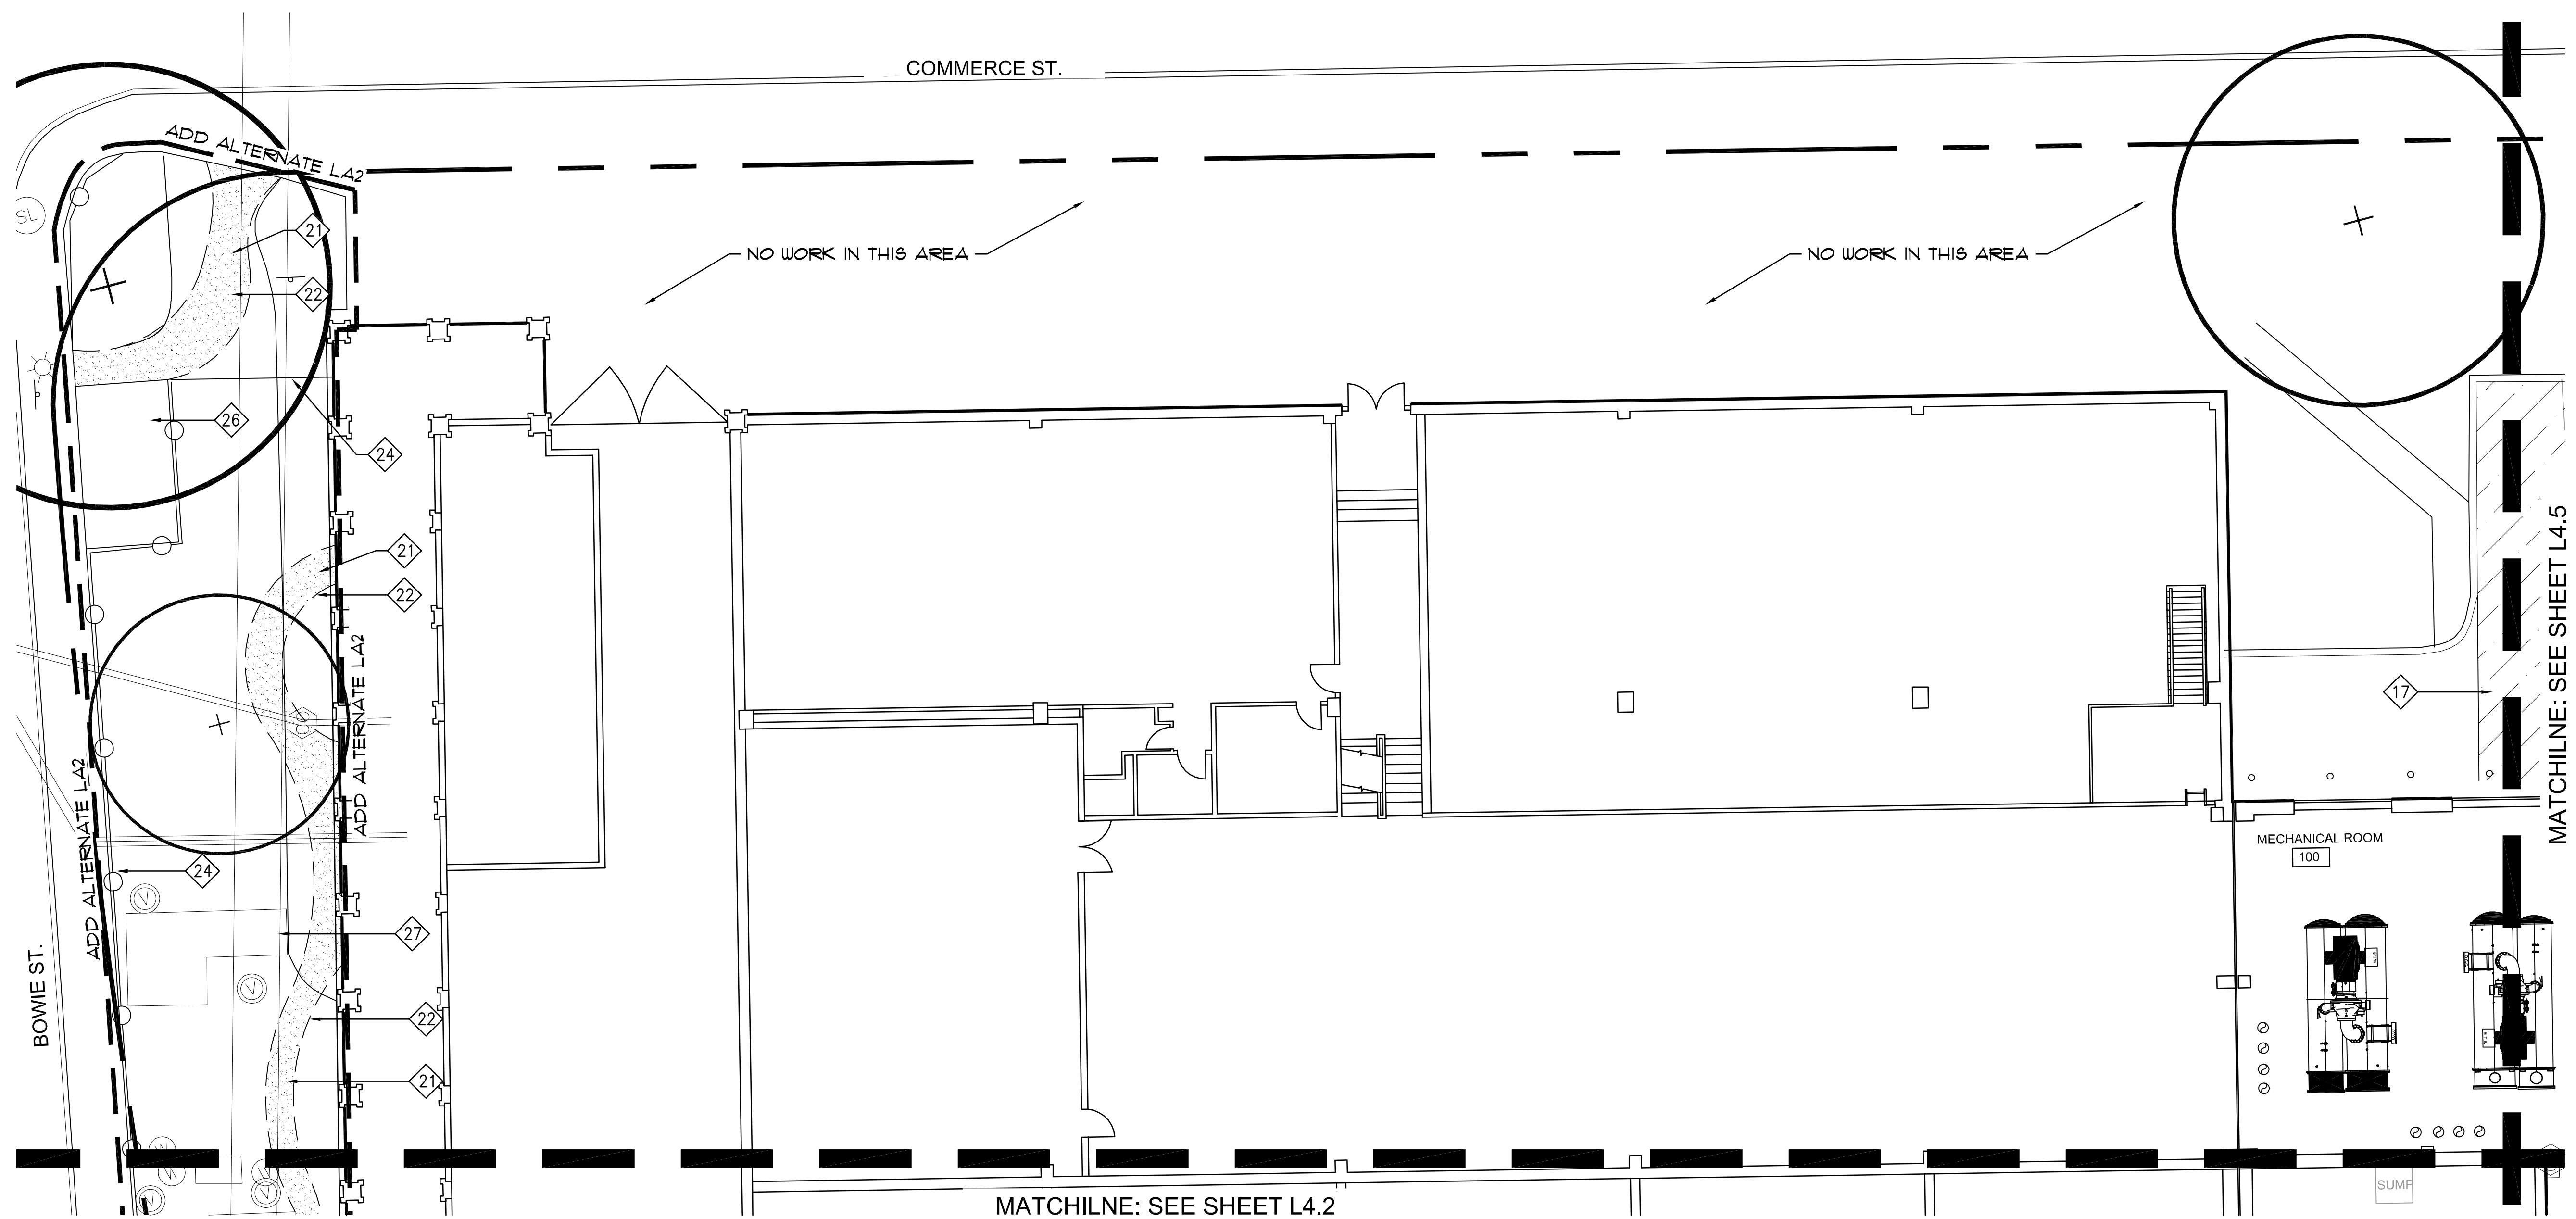 COMMERCE ST.
ADD ALTERNATE LA2
SL
21
NO WORK IN THIS AREA
NO WORK IN THIS AREA
22
26
24
21
22
MATCHILNE: SEE SHEET L4.5
17
ADD ALTERNATE LA2
ADD ALTERNATE LA2
MECHANICAL ROOM
100
24
V
27
BOWIE ST.
V
22
21
W
W
W
V
V
SUMP
MATCHILNE: SEE SHEET L4.2